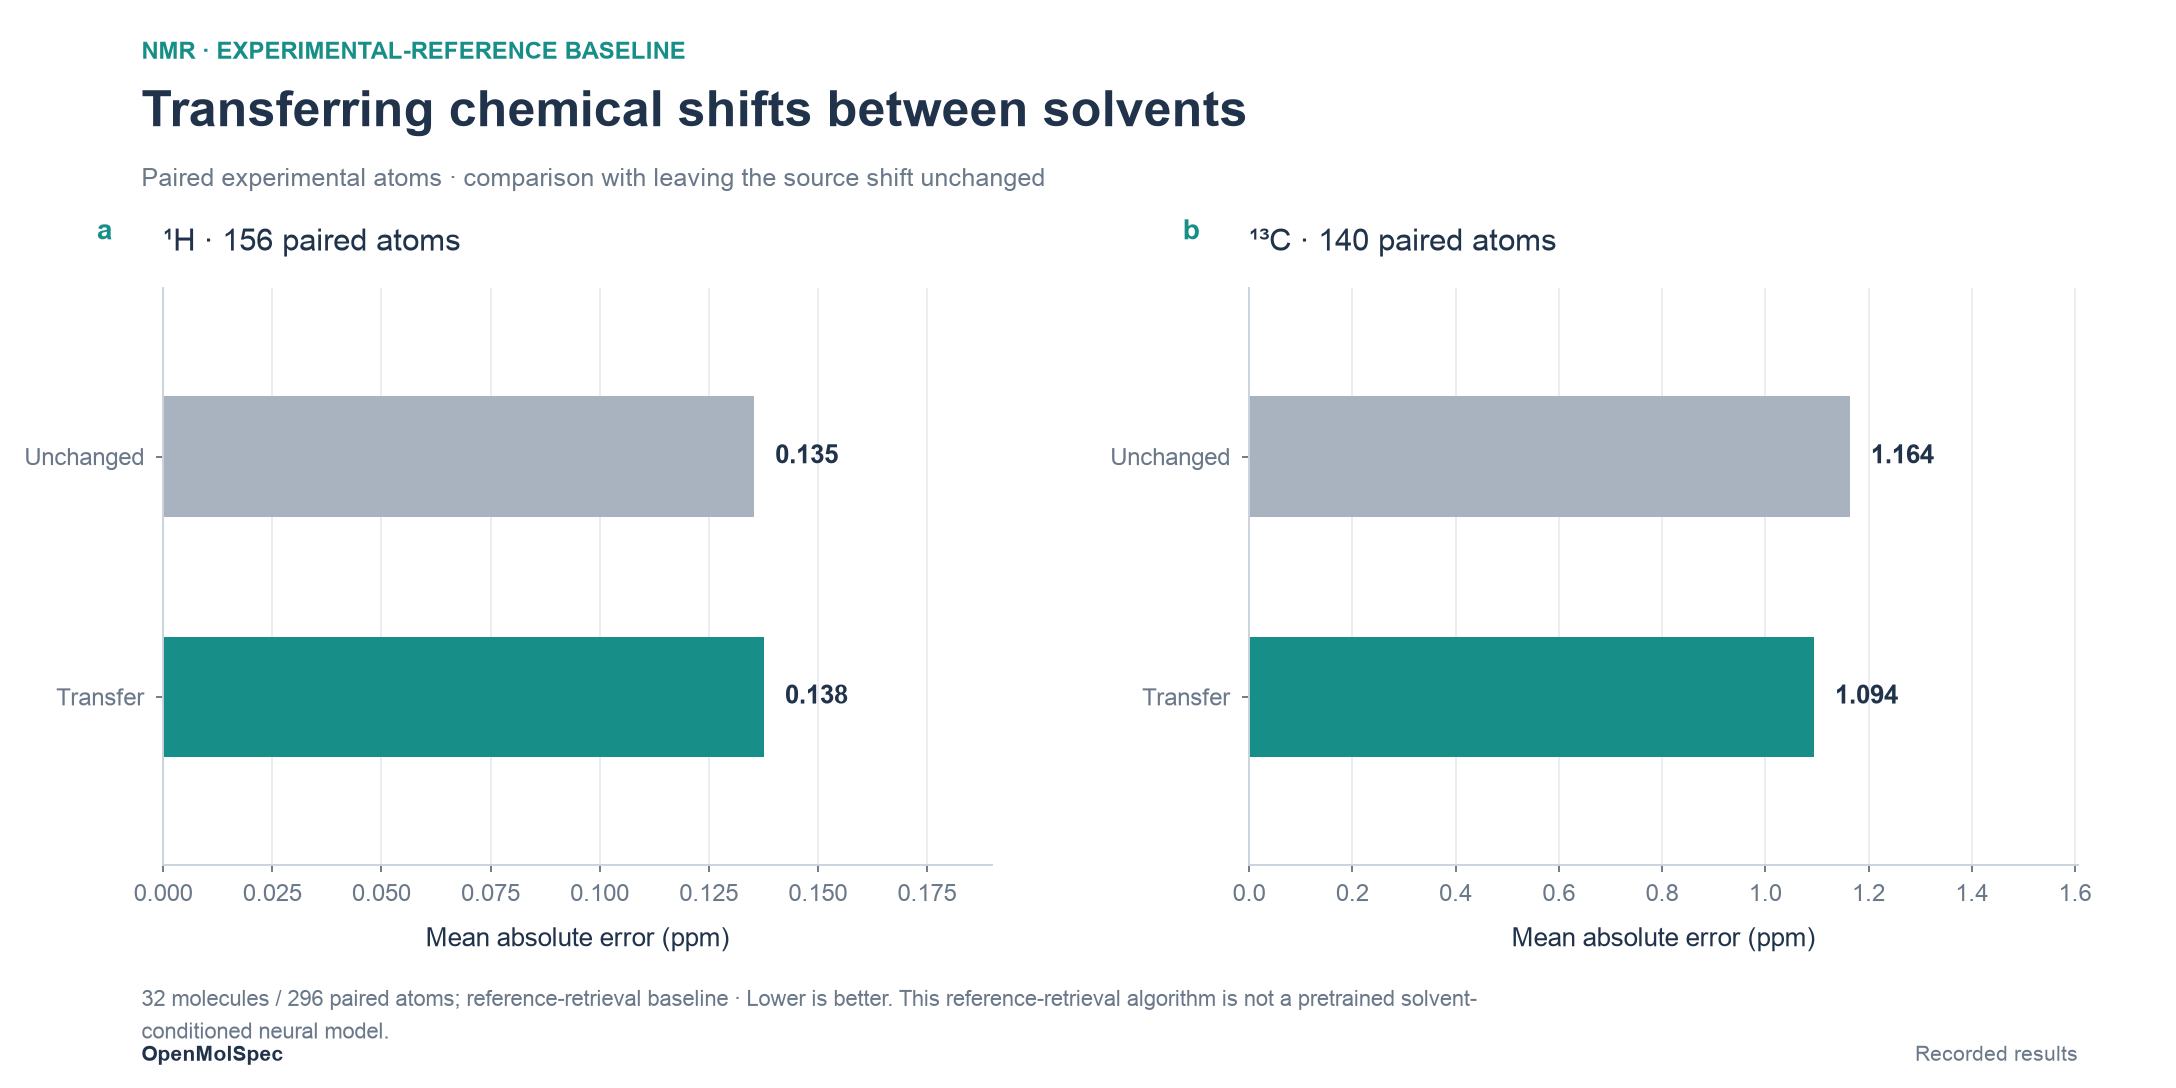 NMR · EXPERIMENTAL-REFERENCE BASELINE
Transferring chemical shifts between solvents
Paired experimental atoms · comparison with leaving the source shift unchanged
a
¹H · 156 paired atoms
Unchanged
0.135
Transfer
0.138
0.000 0.025 0.050 0.075 0.100 0.125 0.150 0.175
Mean absolute error (ppm)
b
¹³C · 140 paired atoms
Unchanged
1.164
Transfer
1.094
0.0 0.2 0.4 0.6 0.8 1.0 1.2 1.4 1.6
Mean absolute error (ppm)
32 molecules / 296 paired atoms; reference-retrieval baseline · Lower is better. This reference-retrieval algorithm is not a pretrained solvent-
conditioned neural model.
OpenMolSpec
Recorded results